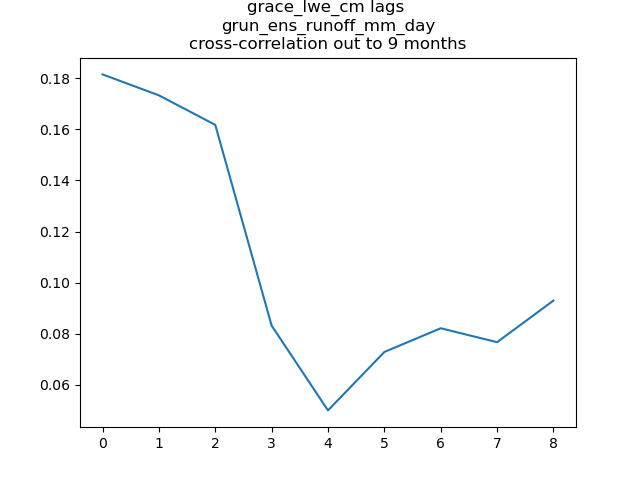 grace_lwe_cm lags
grun_ens_runoff_mm_day
cross-correlation out to 9 months
0.18
0.16
0.14
0.12
0.10
0.08
0.06
0 1 2 3 4 5 6 7 8